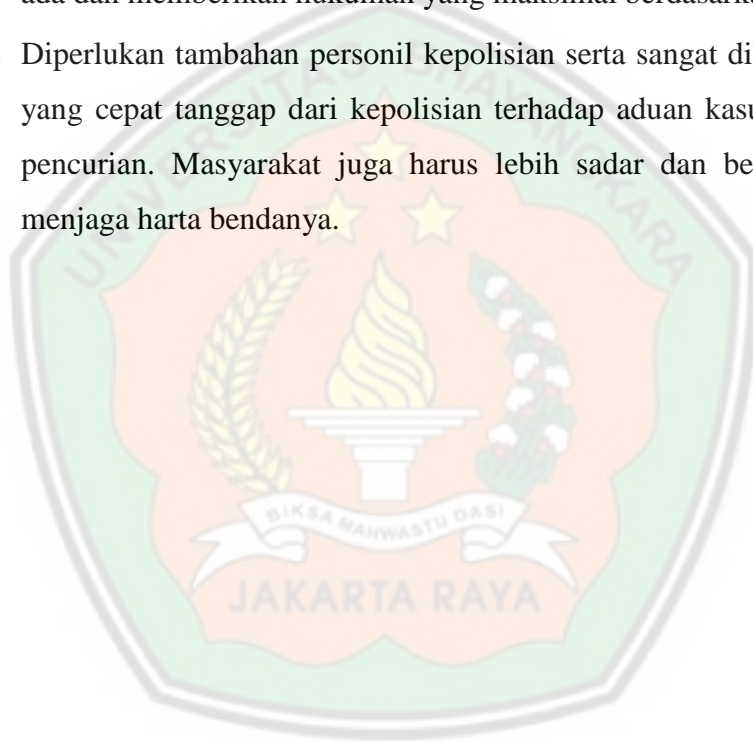 ada dan memberikan hukuman yang maksimal berdasarka
Diperlukan tambahan personil kepolisian serta sangat di
yang cepat tanggap dari kepolisian terhadap aduan kasu
pencurian. Masyarakat juga harus lebih sadar dan be
menjaga harta bendanya.
UNIVERSITAS BHAYANGKARA
BIKSA MAHWASTU DASI
JAKARTA RAYA